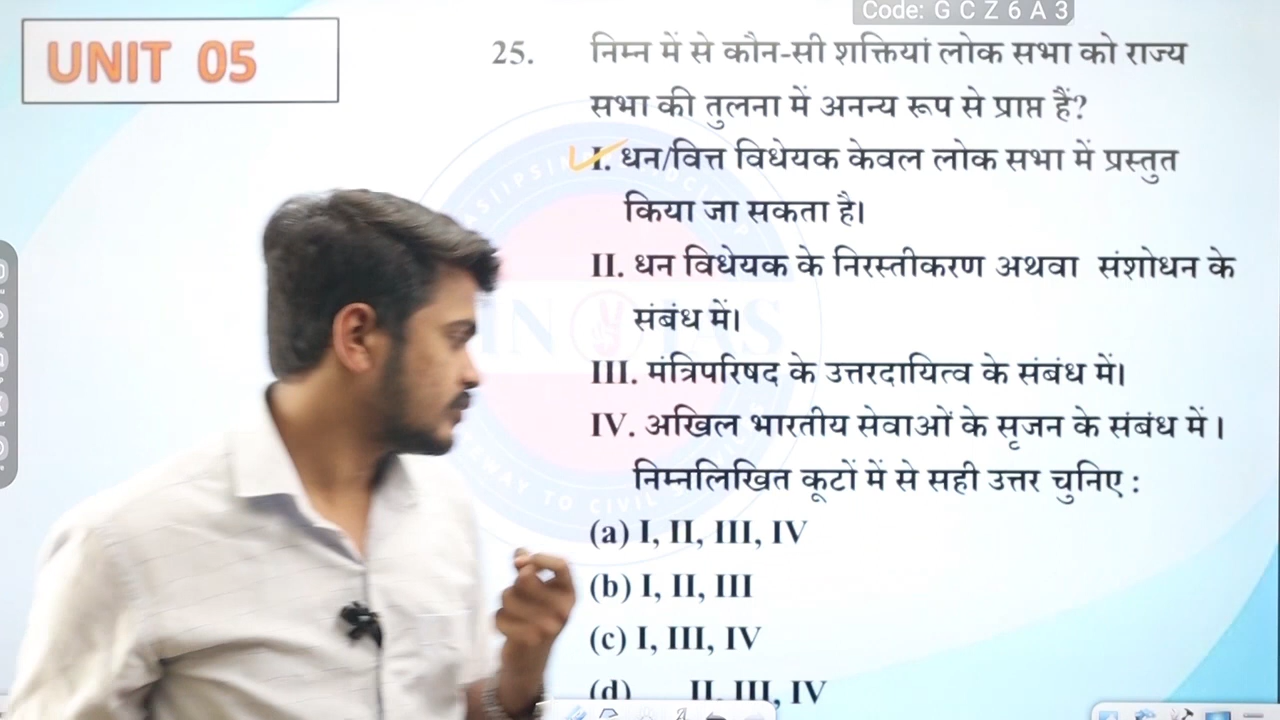 Code: G C Z 6 A 3
UNIT 05
25. निम्न में से कौन-सी शक्तियां लोक सभा को राज्य
सभा की तुलना में अनन्य रूप से प्राप्त हैं?
I. धन/वित्त विधेयक केवल लोक सभा में प्रस्तुत
किया जा सकता है।
II. धन विधेयक के निरस्तीकरण अथवा संशोधन के
संबंध में।
III. मंत्रिपरिषद के उत्तरदायित्व के संबंध में।
IV. अखिल भारतीय सेवाओं के सृजन के संबंध में।
निम्नलिखित कूटों में से सही उत्तर चुनिए :
(a) I, II, III, IV
(b) I, II, III
(c) I, III, IV
(d) II, III, IV